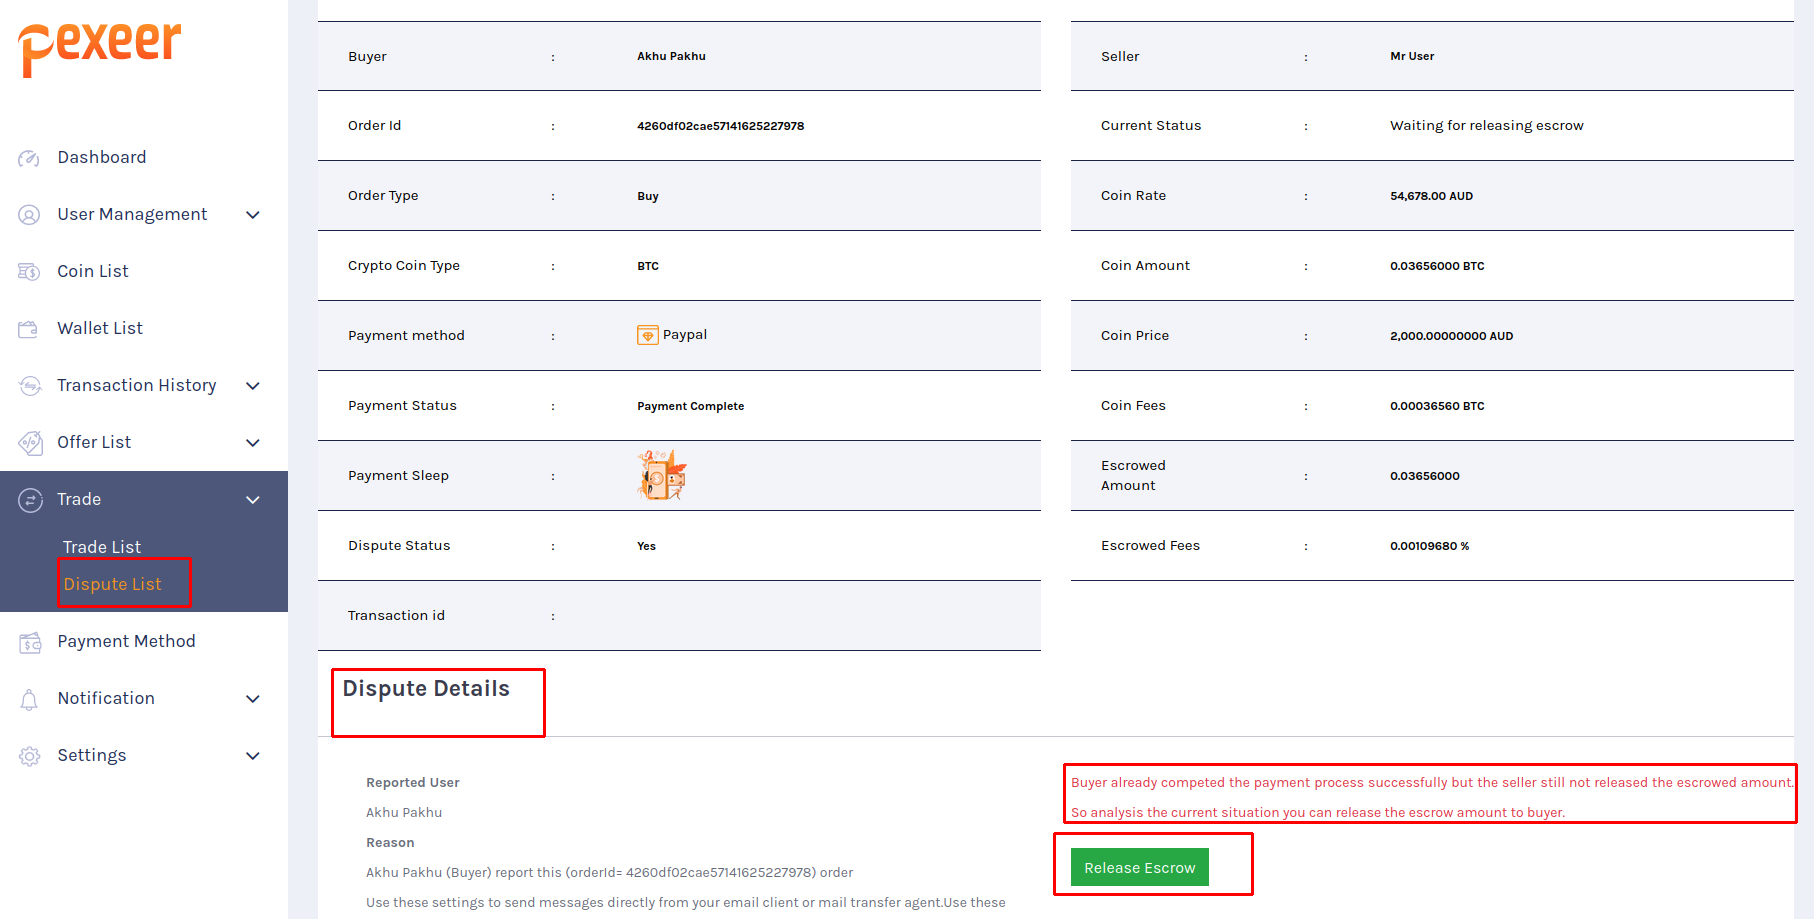 Pexeer
Dashboard
User Management
Coin List
Wallet List
Transaction History
Offer List
Trade
Trade List
Dispute List
Payment Method
Notification
Settings
Buyer : Akhu Pakhu
Order Id : 4260df02cae57141625227978
Order Type : Buy
Crypto Coin Type : BTC
Payment method : Paypal
Payment Status : Payment Complete
Payment Sleep :
Dispute Status : Yes
Transaction id :
Seller : Mr User
Current Status : Waiting for releasing escrow
Coin Rate : 54,678.00 AUD
Coin Amount : 0.03656000 BTC
Coin Price : 2,000.00000000 AUD
Coin Fees : 0.00036560 BTC
Escrowed
Amount : 0.03656000
Escrowed Fees : 0.00109680 %
Dispute Details
Reported User
Akhu Pakhu
Reason
Akhu Pakhu (Buyer) report this (orderId= 4260df02cae57141625227978) order
Use these settings to send messages directly from your email client or mail transfer agent.Use these
Buyer already competed the payment process successfully but the seller still not released the escrowed amount.
So analysis the current situation you can release the escrow amount to buyer.
Release Escrow